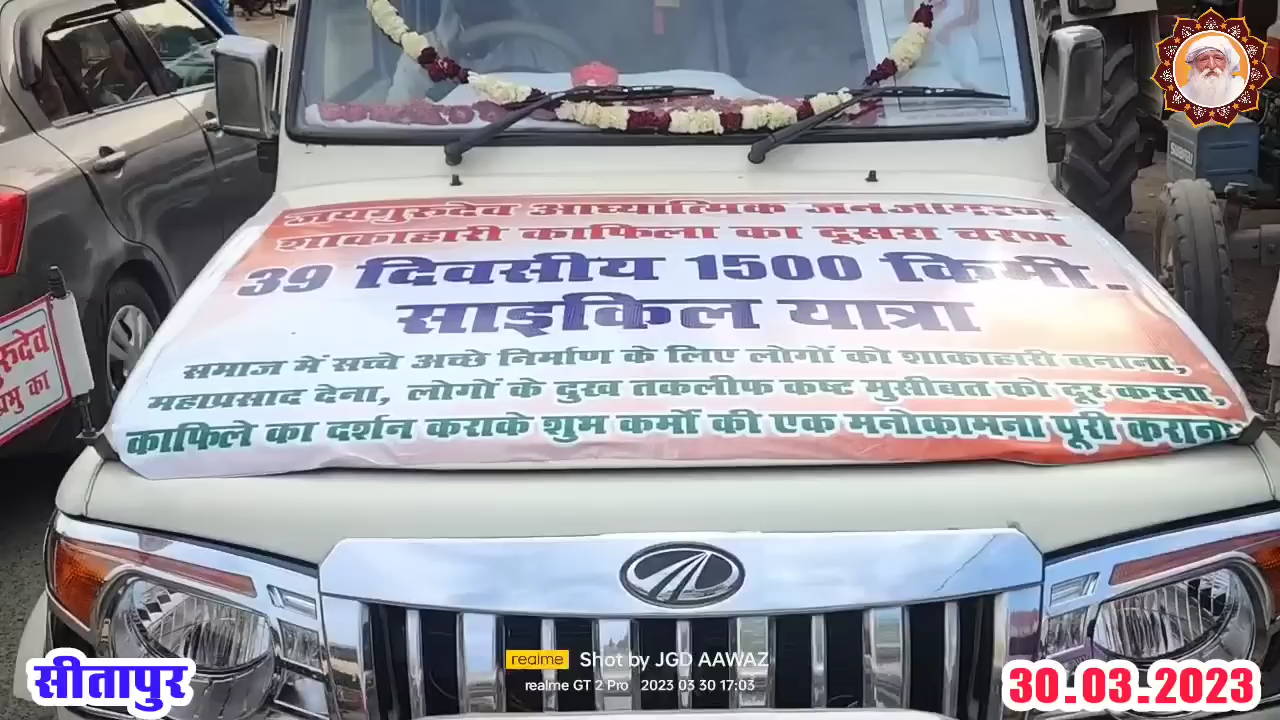 जयगुरुदेव आध्यात्मिक जनजागरण
शाकाहारी काफिला का दूसरा चरण
39 दिवसीय 1500 किमी.
साइकिल यात्रा
समाज में सच्चे अच्छे निर्माण के लिए लोगों को शाकाहारी बनाना,
महाप्रसाद देना, लोगों के दुख तकलीफ कष्ट मुसीबत को दूर करना,
काफिले का दर्शन कराके शुभ कर्मो की एक मनोकामना पूरी कराना
गुरुदेव
प्रभु का
realme Shot by JGD AAWAZ
realme GT 2 Pro 2023 03 30 17:03
सीतापुर
30.03.2023